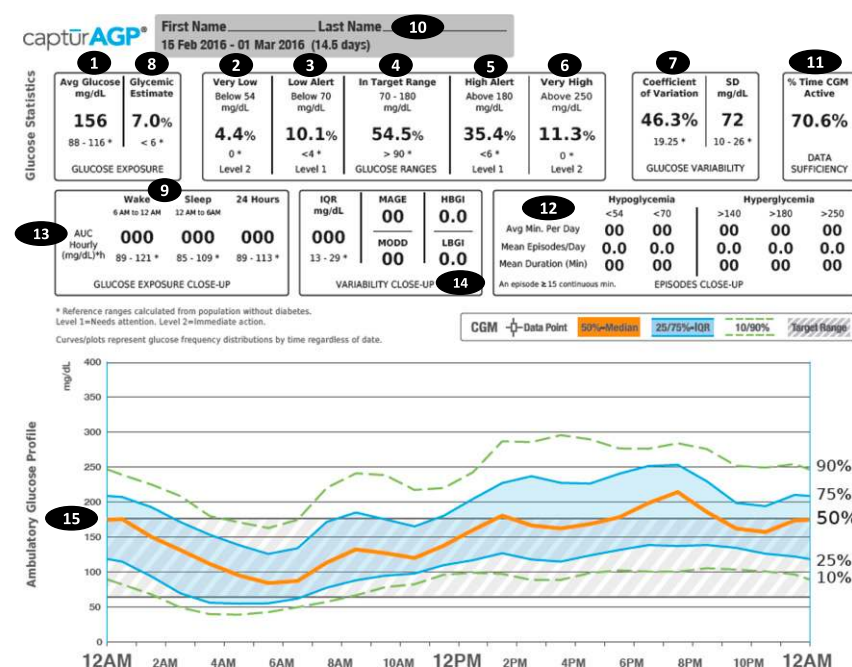 captūrAGP®
First Name Last Name 10
15 Feb 2016 - 01 Mar 2016 (14.5 days)
Glucose Statistics
1 8 2 3 4 5 6 7 11
Avg Glucose Glycemic Very Low Low Alert In Target Range High Alert Very High Coefficient SD % Time CGM
mg/dL Estimate Below 54 Below 70 70 - 180 Above 180 Above 250 of Variation mg/dL Active
mg/dL mg/dL mg/dL mg/dL mg/dL
156 7.0% 4.4% 10.1% 54.5% 35.4% 11.3% 46.3% 72 70.6%
88 - 116 * < 6 * 0 * <4 * > 90 * <6 * 0 * 19.25 * 10 - 26 *
Level 2 Level 1 GLUCOSE RANGES Level 1 Level 2
GLUCOSE EXPOSURE GLUCOSE VARIABILITY DATA
SUFFICIENCY
9
Wake Sleep 24 Hours IQR MAGE HBGI 12 Hypoglycemia Hyperglycemia
6 AM to 12 AM 12 AM to 6AM mg/dL 00 0.0 <54 <70 >140 >180 >250
13 AUC Avg Min. Per Day 00 00 00 00 00
Hourly 000 000 000 000 MODD LBGI Mean Episodes/Day 0.0 0.0 0.0 0.0 0.0
(mg/dL)*h 89 - 121 * 85 - 109 * 89 - 113 * 13 - 29 * 00 0.0 Mean Duration (Min) 00 00 00 00 00
GLUCOSE EXPOSURE CLOSE-UP VARIABILITY CLOSE-UP 14 An episode ≥ 15 continuous min. EPISODES CLOSE-UP
* Reference ranges calculated from population without diabetes.
Level 1=Needs attention. Level 2=Immediate action.
Curves/plots represent glucose frequency distributions by time regardless of date.
CGM Data Point 50%=Median 25/75%=IQR 10/90% Target Range
Ambulatory Glucose Profile
mg/dL
400
350
300
250 90%
200 75%
15 50%
150
100 25%
10%
50
0
12AM 2AM 4AM 6AM 8AM 10AM 12PM 2PM 4PM 6PM 8PM 10PM 12AM